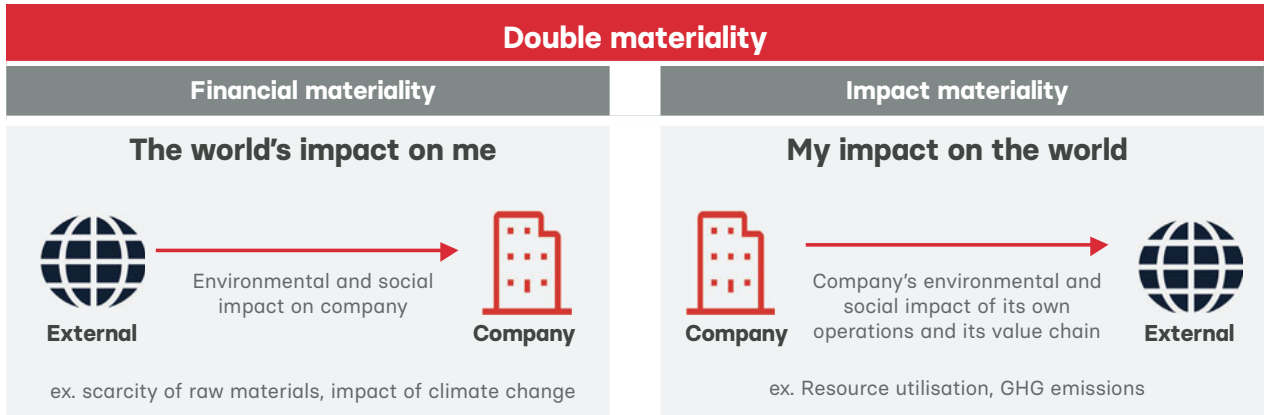 Double materiality
Financial materiality
The world's impact on me
Environmental and social
impact on company
External
Company
ex. scarcity of raw materials, impact of climate change
Impact materiality
My impact on the world
Company's environmental and
social impact of its own
operations and its value chain
Company
External
ex. Resource utilisation, GHG emissions